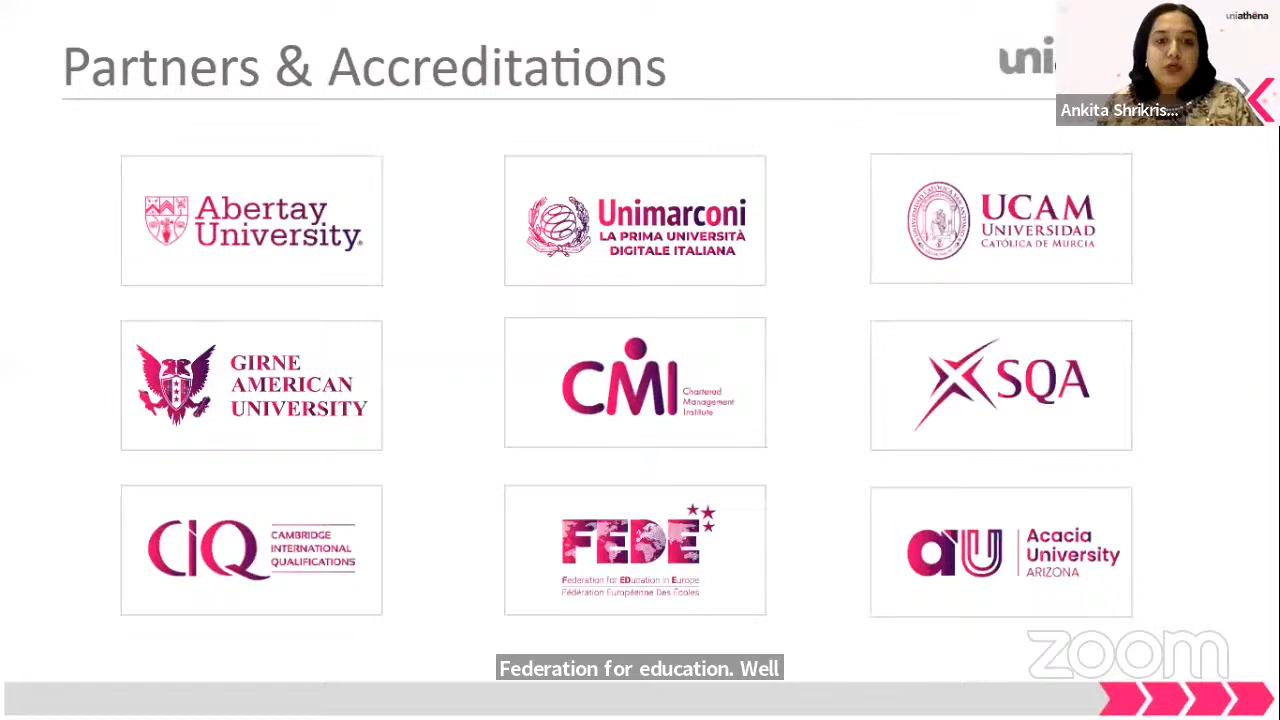 Partners & Accreditations
uni
uniathena
Ankita Shrikris...
Abertay
University
Unimarconi
LA PRIMA UNIVERSITÀ
DIGITALE ITALIANA
UCAM
UNIVERSIDAD
CATÓLICA DE MURCIA
GIRNE
AMERICAN
UNIVERSITY
CMI
Chartered
Management
Institute
SQA
CIQ
CAMBRIDGE
INTERNATIONAL
QUALIFICATIONS
FEDE
Federation for EDucation in Europe
Fédération Européenne Des Écoles
aU
Acacia
University
ARIZONA
zoom
Federation for education. Well